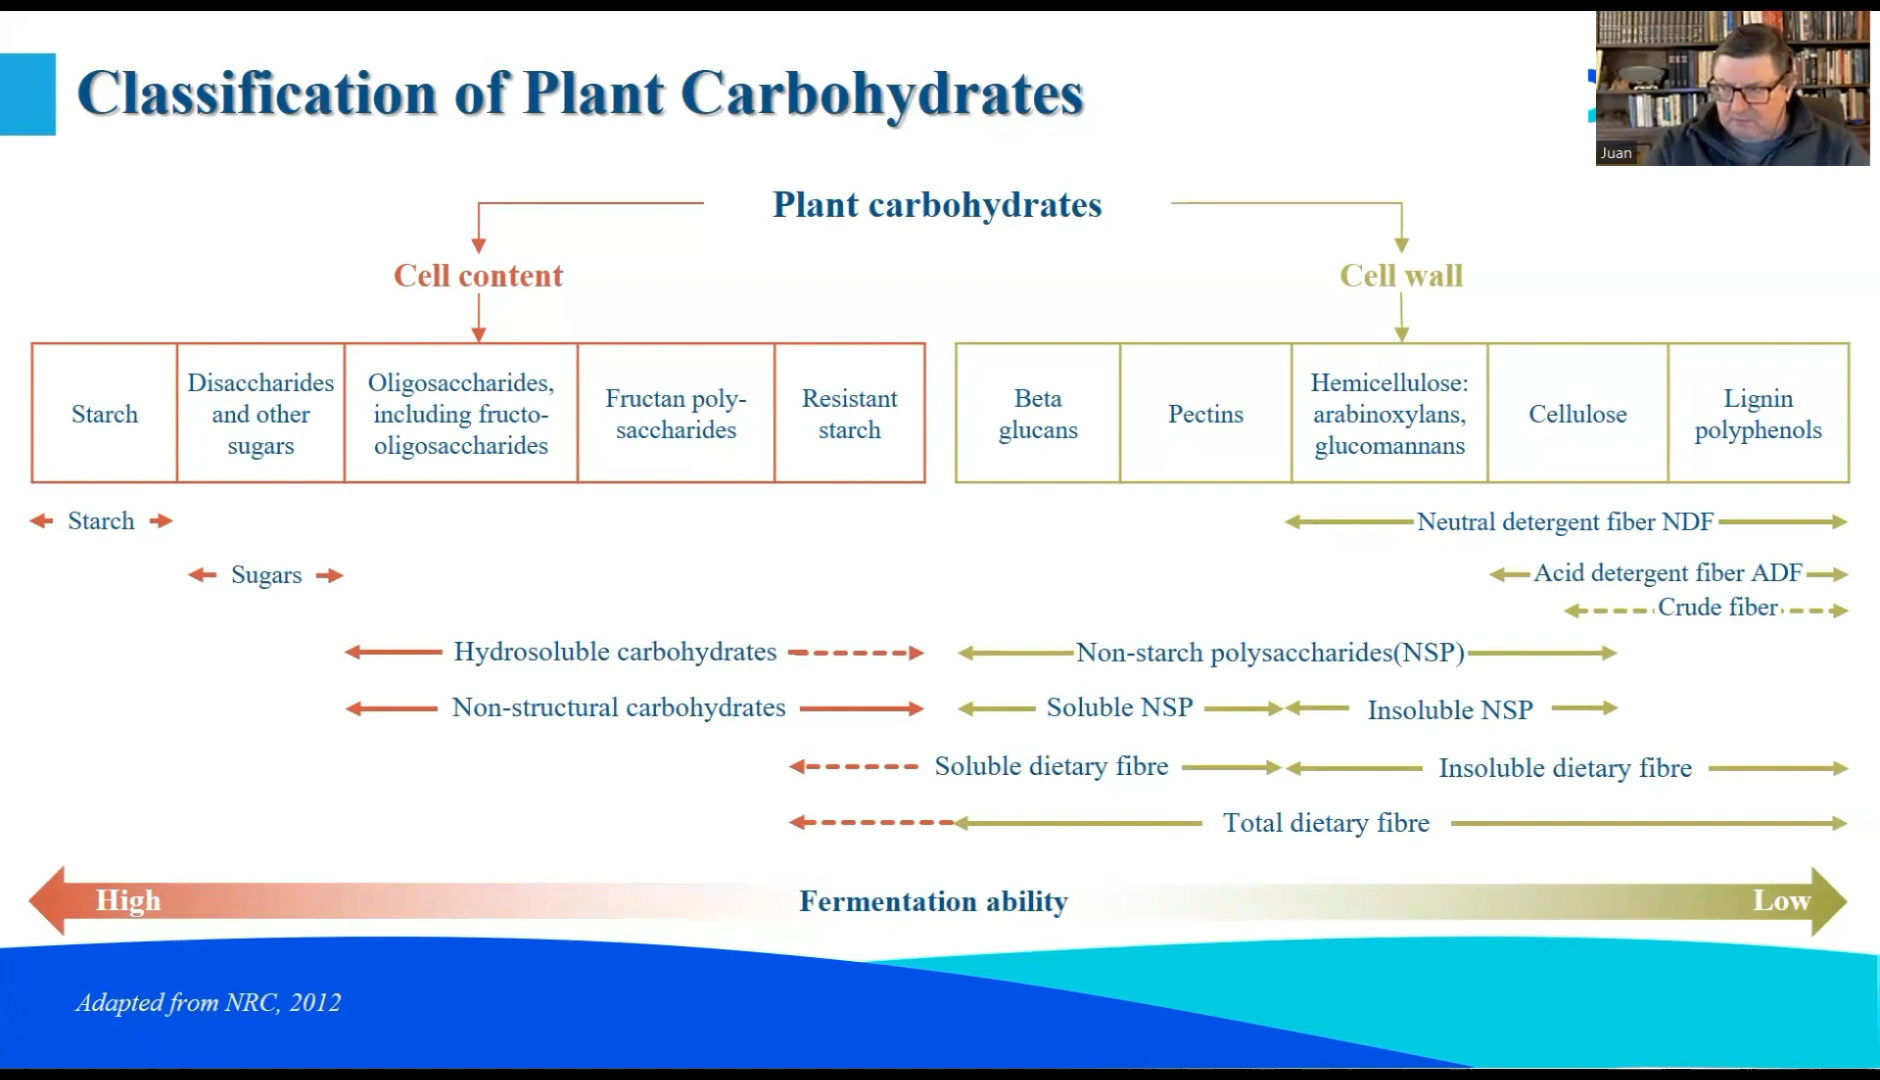 Classification of Plant Carbohydrates
Juan
Plant carbohydrates
Cell content
Cell wall
Starch
Disaccharides
and other
sugars
Oligosaccharides,
including fructo-
oligosaccharides
Fructan poly-
saccharides
Resistant
starch
Beta
glucans
Pectins
Hemicellulose:
arabinoxylans,
glucomannans
Cellulose
Lignin
polyphenols
Starch
Neutral detergent fiber NDF
Sugars
Acid detergent fiber ADF
Crude fiber
Hydrosoluble carbohydrates
Non-starch polysaccharides(NSP)
Non-structural carbohydrates
Soluble NSP
Insoluble NSP
Soluble dietary fibre
Insoluble dietary fibre
Total dietary fibre
High
Fermentation ability
Low
Adapted from NRC, 2012